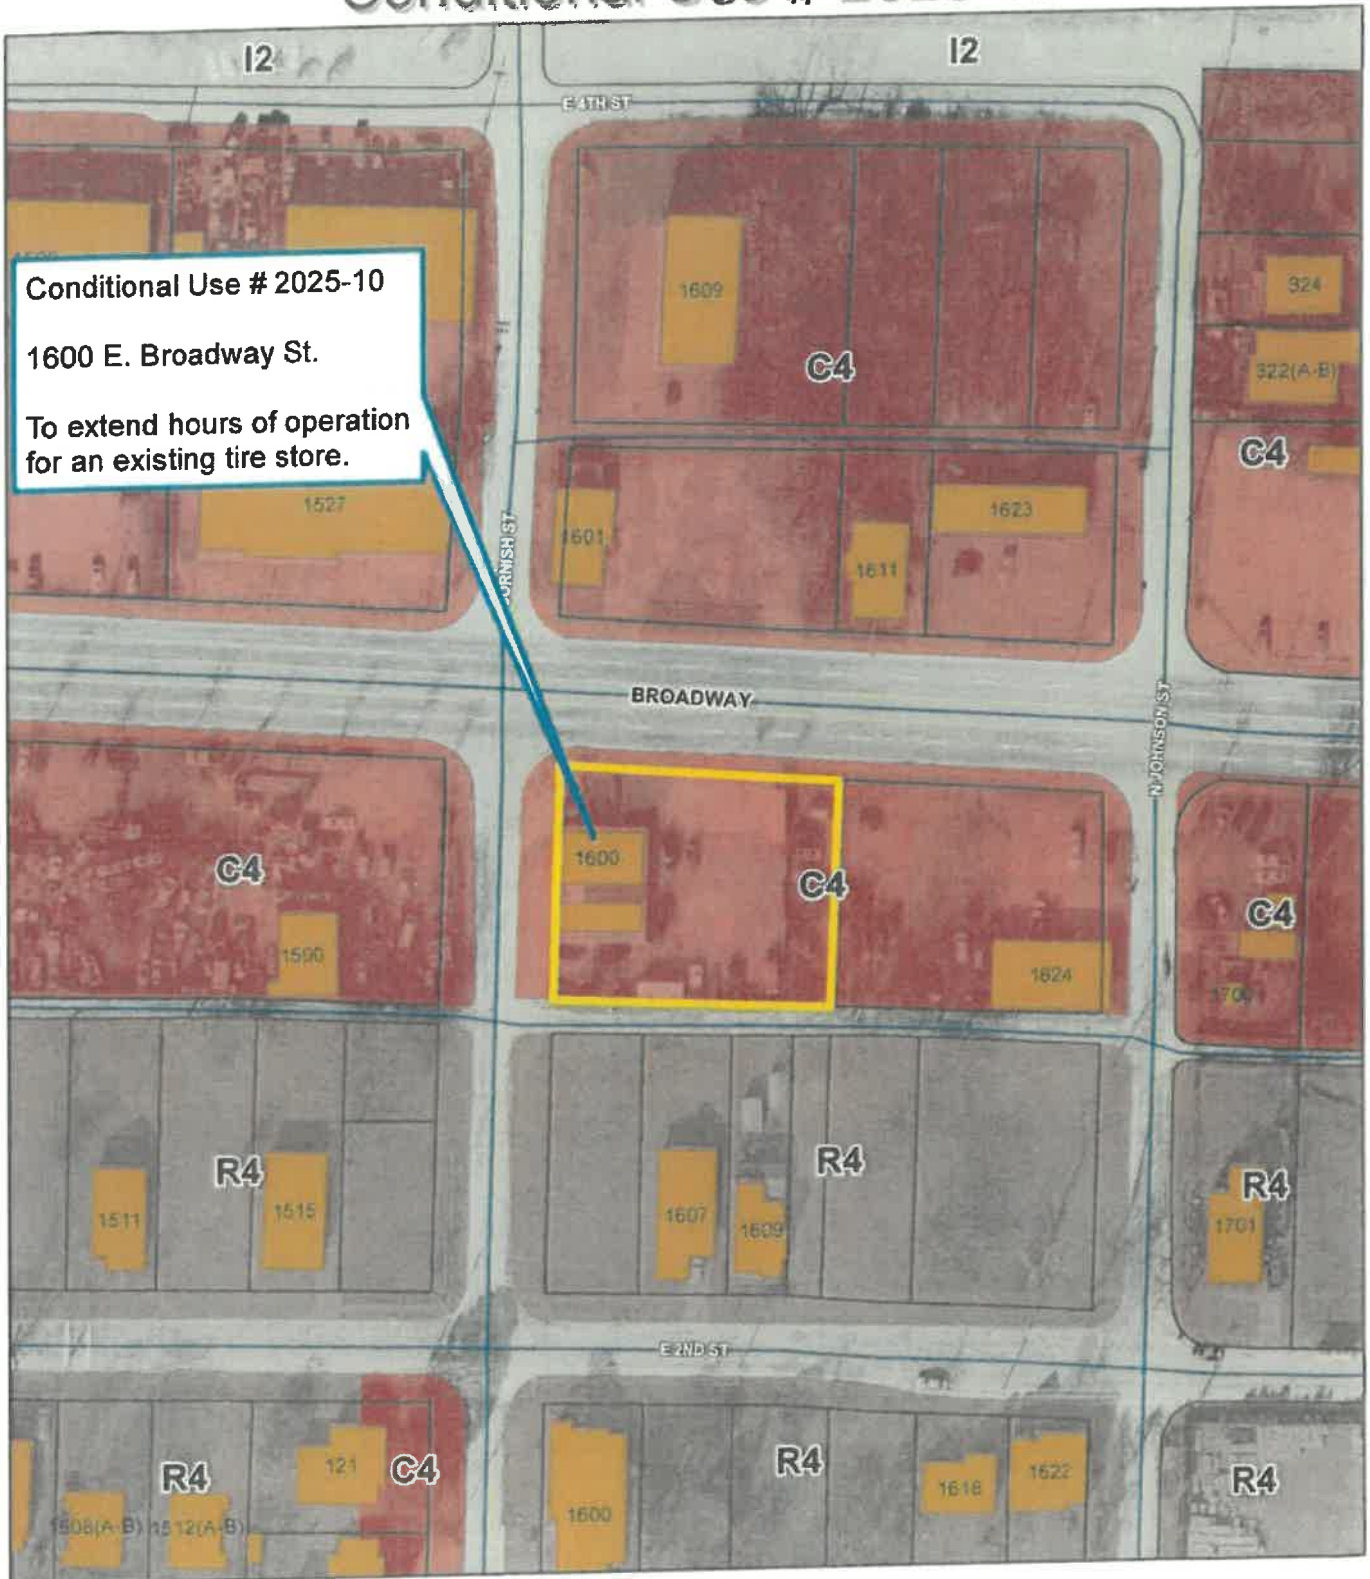 I2
I2
E 4TH ST
Conditional Use # 2025-10
1600 E. Broadway St.
To extend hours of operation
for an existing tire store.
1609
C4
324
322(A-B)
C4
1527
1601
1611
1623
BROADWAY
N JOHNSON ST
C4
1600
C4
C4
1500
1624
1700
R4
R4
R4
1511
1515
1607
1609
1701
E 2ND ST
R4
121
C4
R4
1618
1622
R4
1508(A-B)
1512(A-B)
1600